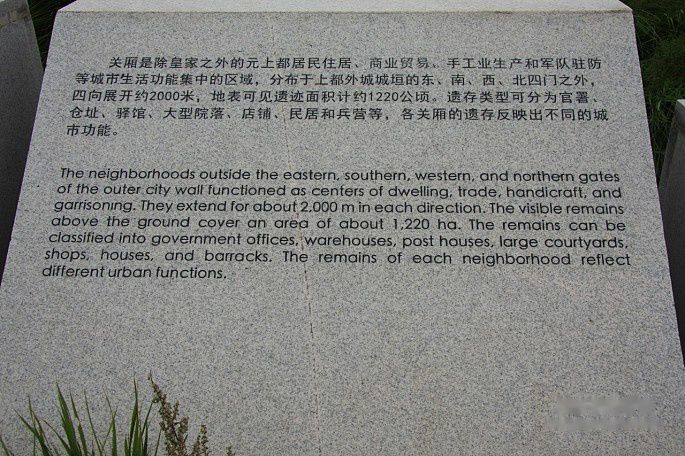 关厢是除皇家之外的元上都居民住居、商业贸易、手工业生产和军队驻防
等城市生活功能集中的区域，分布于上都外城城垣的东、南、西、北四门之外，
四向展开约2000米，地表可见遗迹面积计约1220公顷。遗存类型可分为官署、
仓址、驿馆、大型院落、店铺、民居和兵营等，各关厢的遗存反映出不同的城
市功能。
The neighborhoods outside the eastern, southern, western, and northern gates
of the outer city wall functioned as centers of dwelling, trade, handicraft, and
garrisoning. They extend for about 2,000 m in each direction. The visible remains
above the ground cover an area of about 1,220 ha. The remains can be
classified into government offices, warehouses, post houses, large courtyards,
shops, houses, and barracks. The remains of each neighborhood reflect
different urban functions.